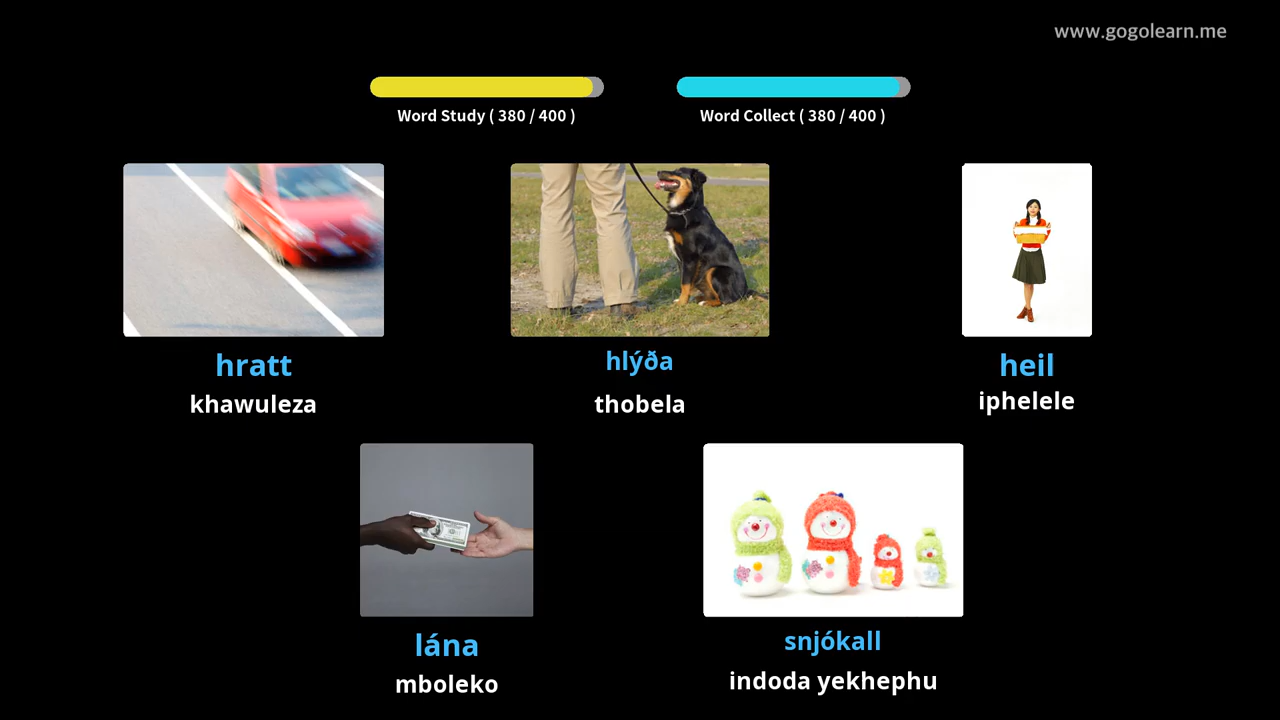 www.gogolearn.me
Word Study ( 380 / 400 )
Word Collect ( 380 / 400 )
hratt
khawuleza
hlýða
thobela
heil
iphelele
lána
mboleko
snjókall
indoda yekhephu